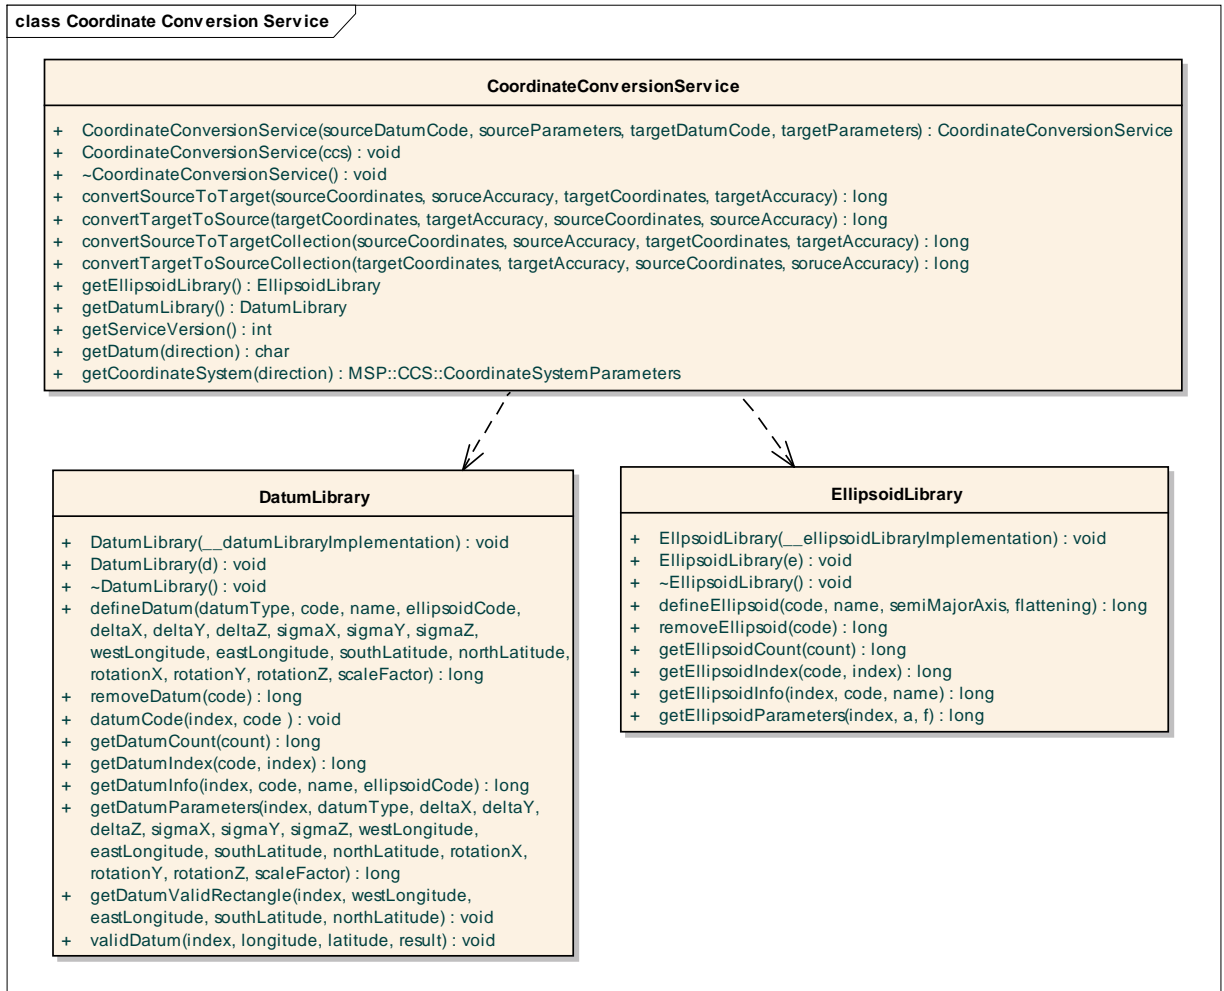 class Coordinate Conversion Service
CoordinateConversionService
+ CoordinateConversionService(sourceDatumCode, sourceParameters, targetDatumCode, targetParameters) : CoordinateConversionService
+ CoordinateConversionService(ccs) : void
+ ~CoordinateConversionService() : void
+ convertSourceToTarget(sourceCoordinates, soruceAccuracy, targetCoordinates, targetAccuracy) : long
+ convertTargetToSource(targetCoordinates, targetAccuracy, sourceCoordinates, sourceAccuracy) : long
+ convertSourceToTargetCollection(sourceCoordinates, sourceAccuracy, targetCoordinates, targetAccuracy) : long
+ convertTargetToSourceCollection(targetCoordinates, targetAccuracy, sourceCoordinates, soruceAccuracy) : long
+ getEllipsoidLibrary() : EllipsoidLibrary
+ getDatumLibrary() : DatumLibrary
+ getServiceVersion() : int
+ getDatum(direction) : char
+ getCoordinateSystem(direction) : MSP::CCS::CoordinateSystemParameters
DatumLibrary
+ DatumLibrary(__datumLibraryImplementation) : void
+ DatumLibrary(d) : void
+ ~DatumLibrary() : void
+ defineDatum(datumType, code, name, ellipsoidCode,
deltaX, deltaY, deltaZ, sigmaX, sigmaY, sigmaZ,
westLongitude, eastLongitude, southLatitude, northLatitude,
rotationX, rotationY, rotationZ, scaleFactor) : long
+ removeDatum(code) : long
+ datumCode(index, code ) : void
+ getDatumCount(count) : long
+ getDatumIndex(code, index) : long
+ getDatumInfo(index, code, name, ellipsoidCode) : long
+ getDatumParameters(index, datumType, deltaX, deltaY,
deltaZ, sigmaX, sigmaY, sigmaZ, westLongitude,
eastLongitude, southLatitude, northLatitude, rotationX,
rotationY, rotationZ, scaleFactor) : long
+ getDatumValidRectangle(index, westLongitude,
eastLongitude, southLatitude, northLatitude) : void
+ validDatum(index, longitude, latitude, result) : void
EllipsoidLibrary
+ EllpsoidLibrary(__ellipsoidLibraryImplementation) : void
+ EllipsoidLibrary(e) : void
+ ~EllipsoidLibrary() : void
+ defineEllipsoid(code, name, semiMajorAxis, flattening) : long
+ removeEllipsoid(code) : long
+ getEllipsoidCount(count) : long
+ getEllipsoidIndex(code, index) : long
+ getEllipsoidInfo(index, code, name) : long
+ getEllipsoidParameters(index, a, f) : long